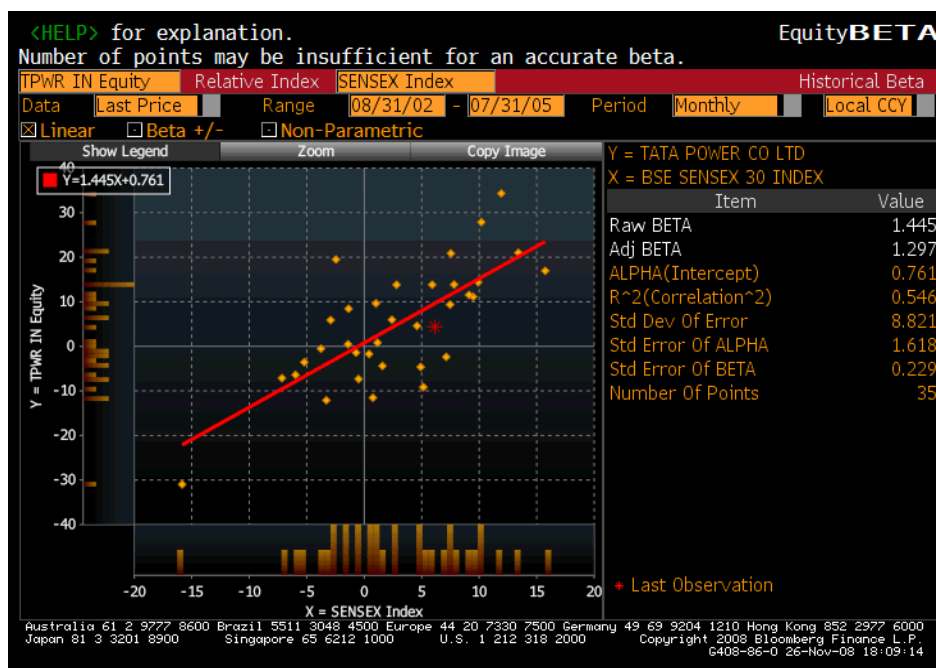 <HELP> for explanation. EquityBETA
Number of points may be insufficient for an accurate beta.
TPWR IN Equity Relative Index SENSEX Index Historical Beta
Data Last Price Range 08/31/02 - 07/31/05 Period Monthly Local CCY
Linear Beta +/- Non-Parametric
Show Legend Zoom Copy Image
Y = TATA POWER CO LTD
X = BSE SENSEX 30 INDEX
Item Value
Raw BETA 1.445
Adj BETA 1.297
ALPHA(Intercept) 0.761
R^2(Correlation^2) 0.546
Std Dev Of Error 8.821
Std Error Of ALPHA 1.618
Std Error Of BETA 0.229
Number Of Points 35
* Last Observation
40
Y=1.445X+0.761
30
20
10
0
-10
-20
-30
-40
Y = TPWR IN Equity
-20 -15 -10 -5 0 5 10 15 20
X = SENSEX Index
Australia 61 2 9777 8600 Brazil 5511 3048 4500 Europe 44 20 7330 7500 Germany 49 69 9204 1210 Hong Kong 852 2977 6000
Japan 81 3 3201 8900 Singapore 65 6212 1000 U.S. 1 212 318 2000 Copyright 2008 Bloomberg Finance L.P.
G408-86-0 26-Nov-08 18:09:14